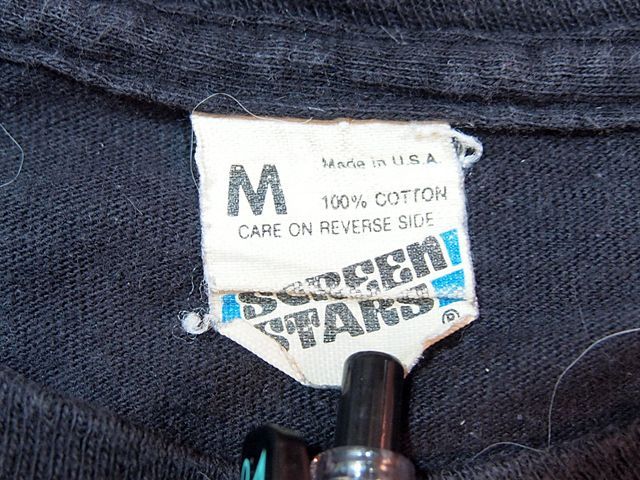 M
Made in U.S.A.
100% COTTON
CARE ON REVERSE SIDE
SCREEN
STARS
®